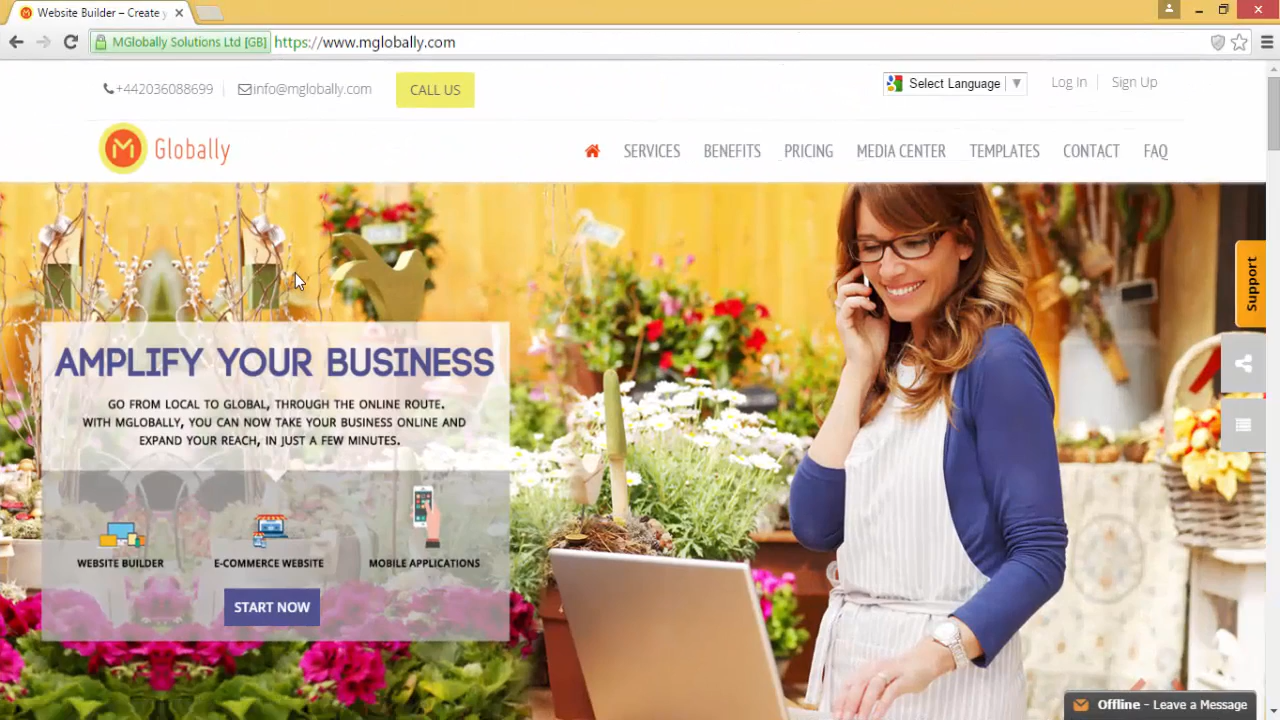 Website Builder – Create y
MGlobally Solutions Ltd [GB] https://www.mglobally.com
info@mglobally.com CALL US Select Language ▼ Log In Sign Up
M Globally SERVICES BENEFITS PRICING MEDIA CENTER TEMPLATES CONTACT FAQ
Support
AMPLIFY YOUR BUSINESS
GO FROM LOCAL TO GLOBAL, THROUGH THE ONLINE ROUTE.
WITH MGLOBALLY, YOU CAN NOW TAKE YOUR BUSINESS ONLINE AND
EXPAND YOUR REACH, IN JUST A FEW MINUTES.
WEBSITE BUILDER E-COMMERCE WEBSITE MOBILE APPLICATIONS
START NOW
Offline - Leave a Message